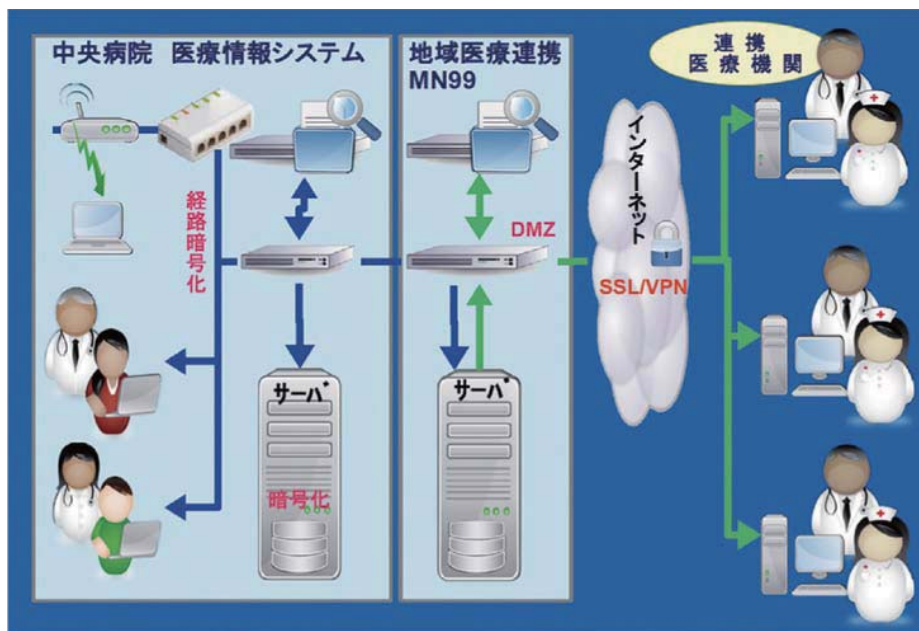 中央病院 医療情報システム
地域医療連携
MN99
連携
医療機関
インターネット
経路暗号化
DMZ
SSL/VPN
サーバ
サーバ
暗号化